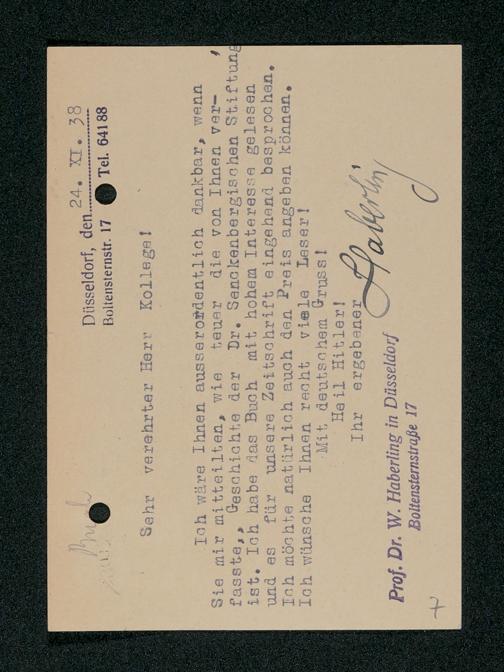 Düsseldorf, den 24. XI. 38
Boltensternstr. 17 Tel. 64188
Sehr verehrter Herr Kollege!
Ich wäre Ihnen ausserordentlich dankbar, wenn
Sie mir mitteilten, wie teuer die von Ihnen ver-
fasste,, Geschichte der Dr. Senckenbergischen Stiftung'
ist. Ich habe das Buch mit hohem Interesse gelesen
und es für unsere Zeitschrift eingehend besprochen.
Ich möchte natürlich auch den Preis angeben können.
Ich wünsche Ihnen recht viele Leser!
Mit deutschem Gruss!
Heil Hitler!
Ihr ergebener
Haberling
Prof. Dr. W. Haberling in Düsseldorf
Boltensternstraße 17